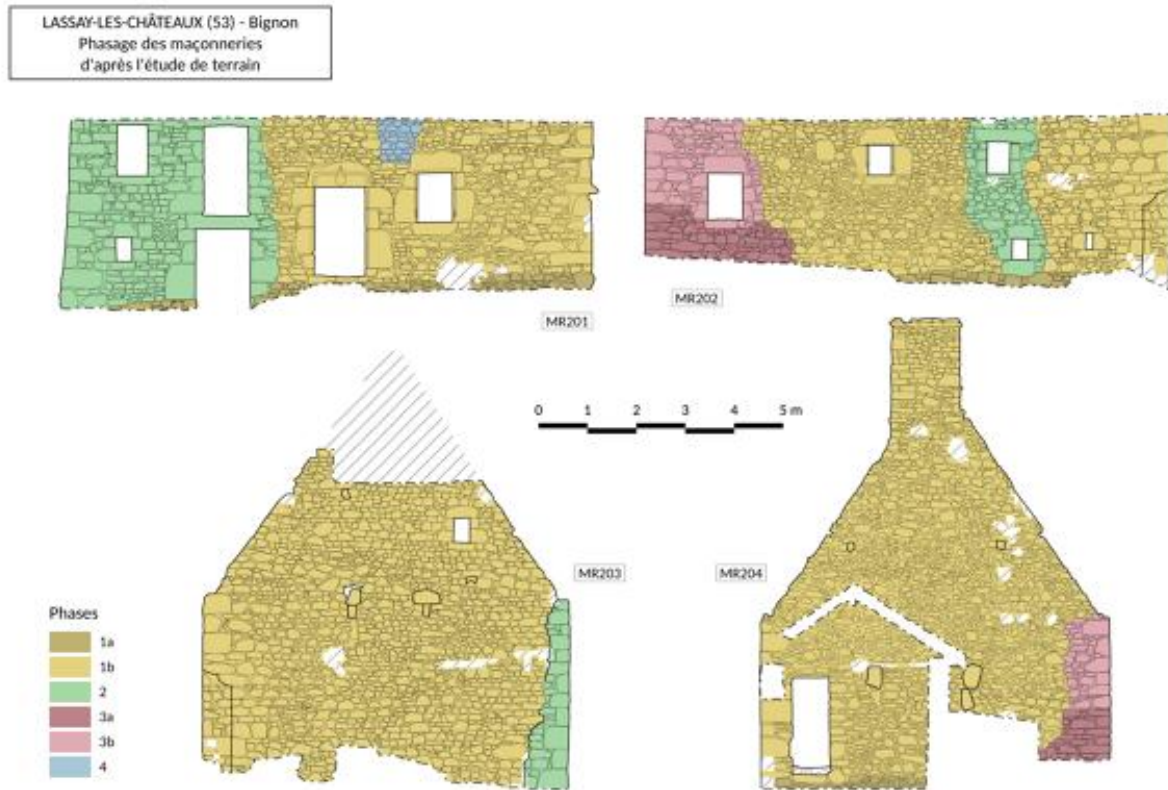 LASSAY-LES-CHÂTEAUX (53) - Bignon
Phasage des maçonneries
d'après l'étude de terrain
MR201
MR202
0 1 2 3 4 5 m
MR203
MR204
Phases
1a
1b
2
3a
3b
4